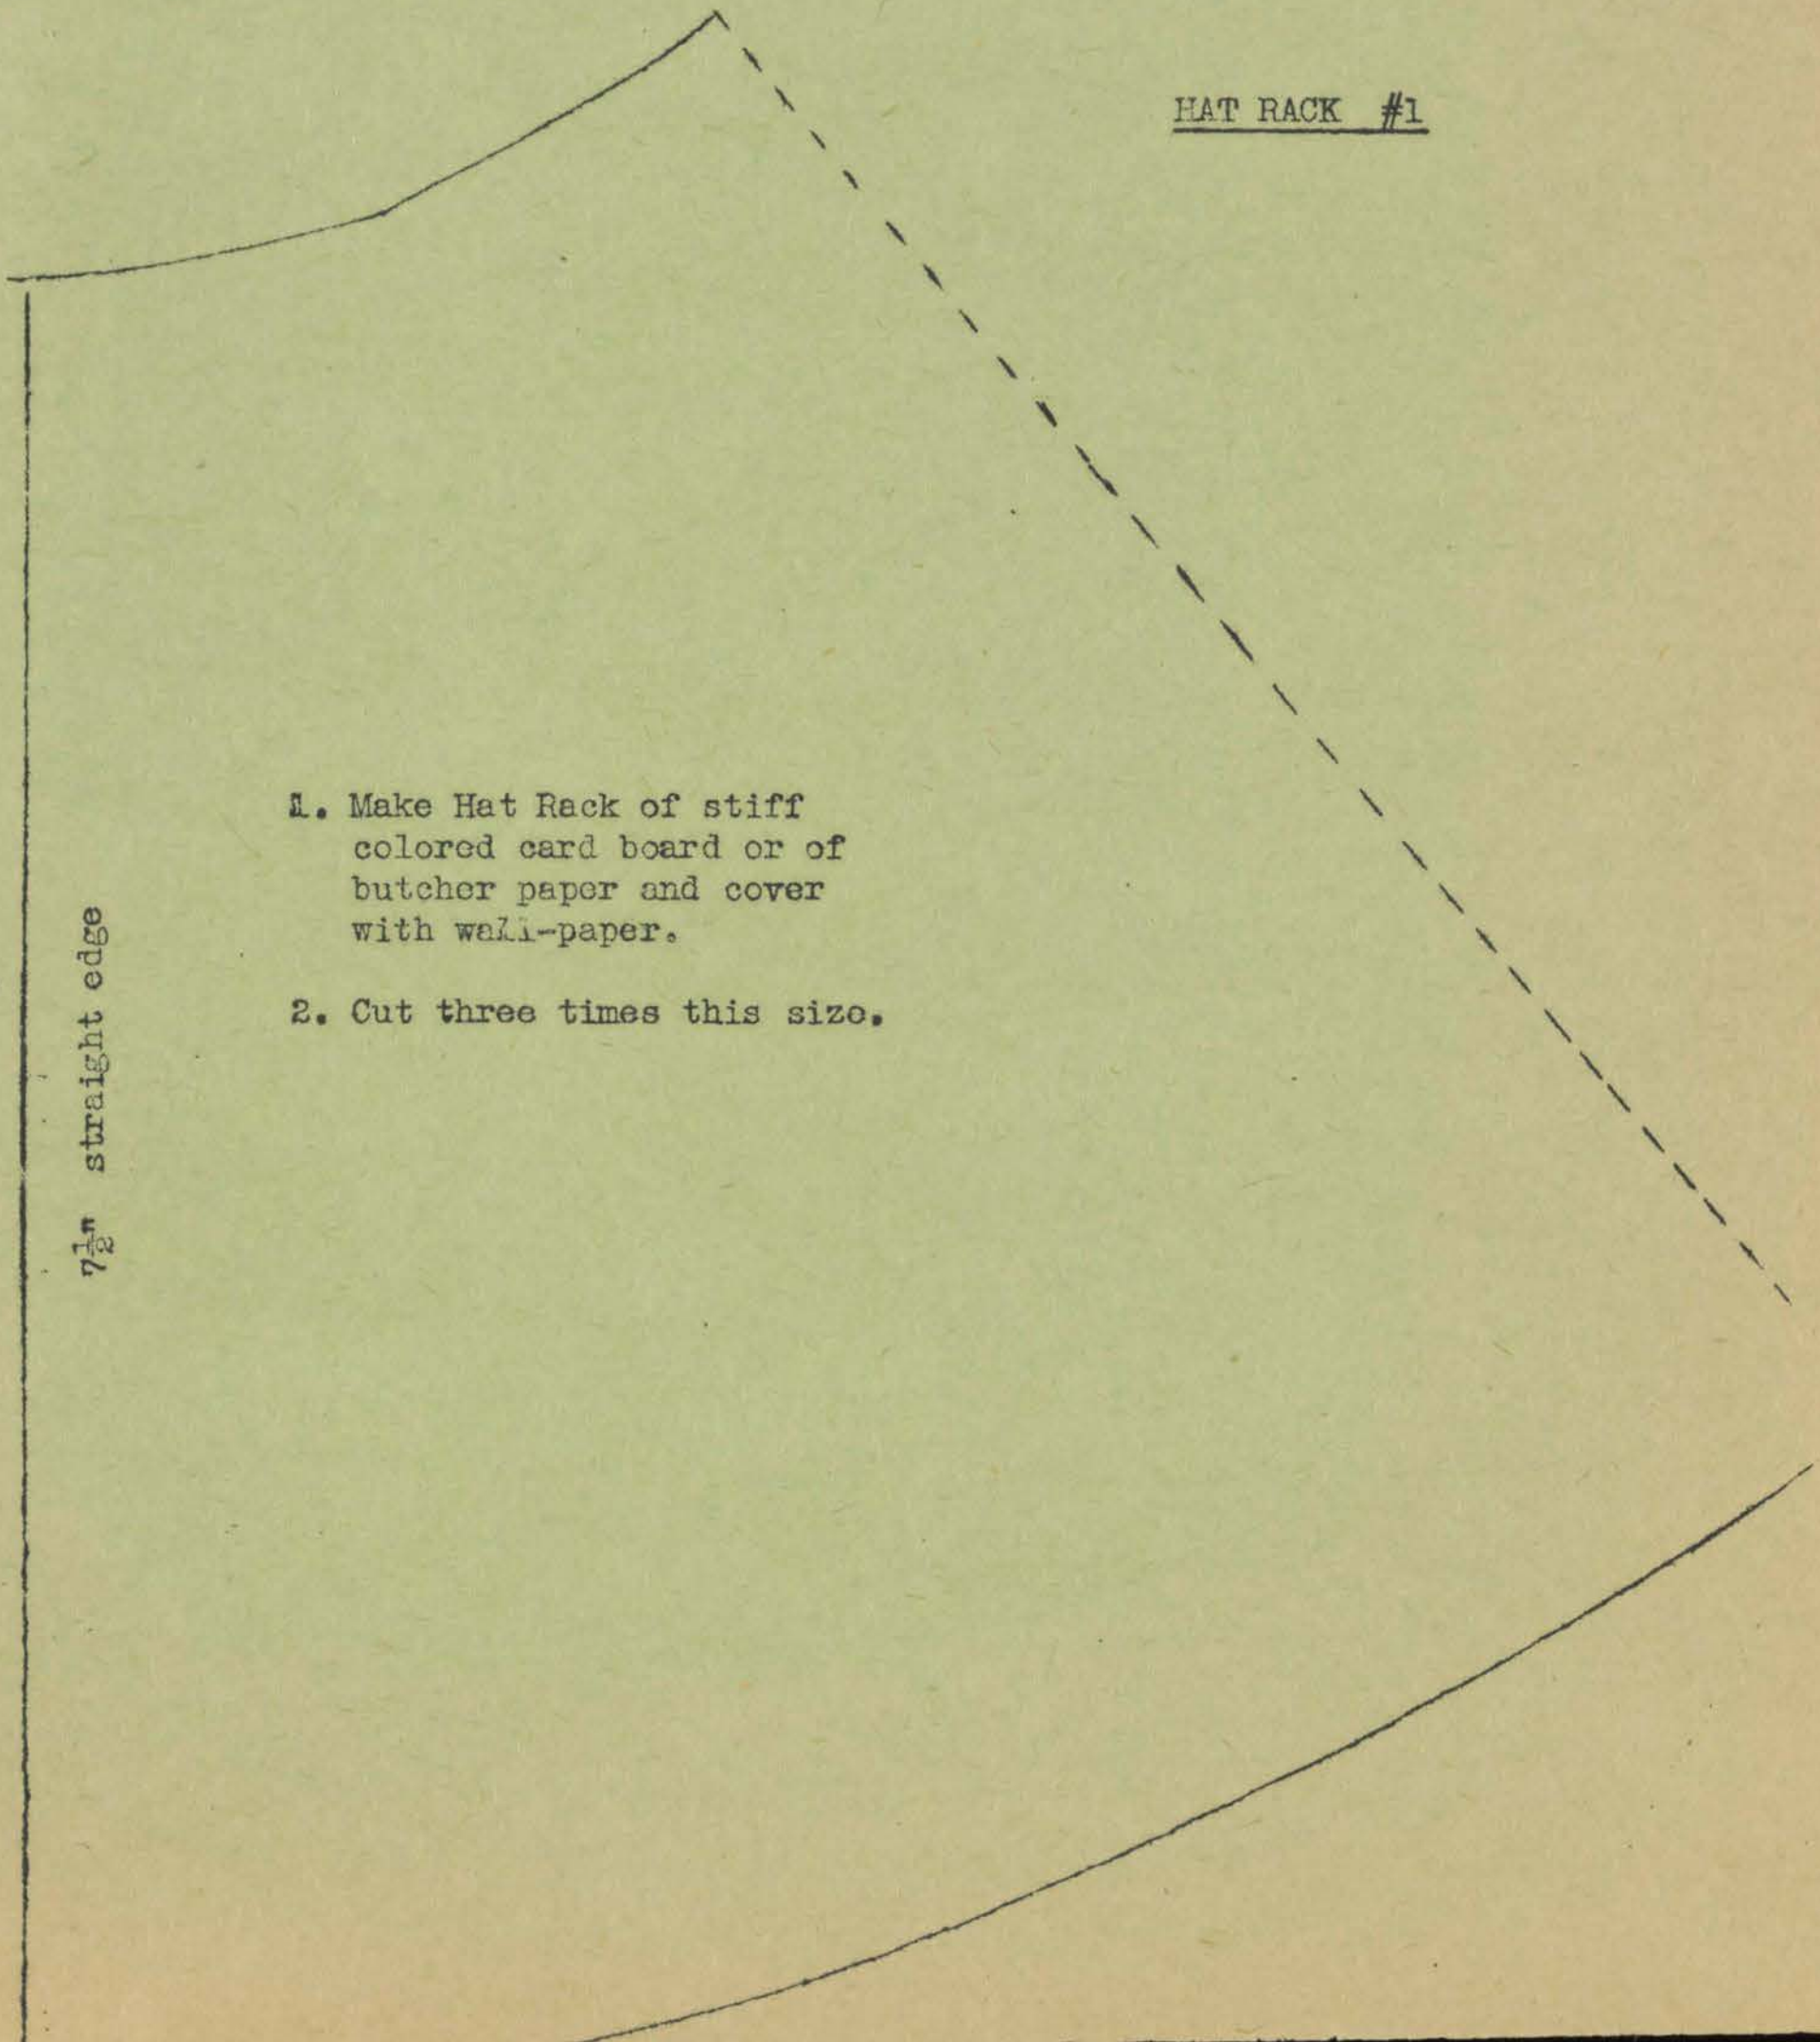 HAT RACK #1
1. Make Hat Rack of stiff
colored card board or of
butcher paper and cover
with wall-paper.
2. Cut three times this size.
7½" straight edge